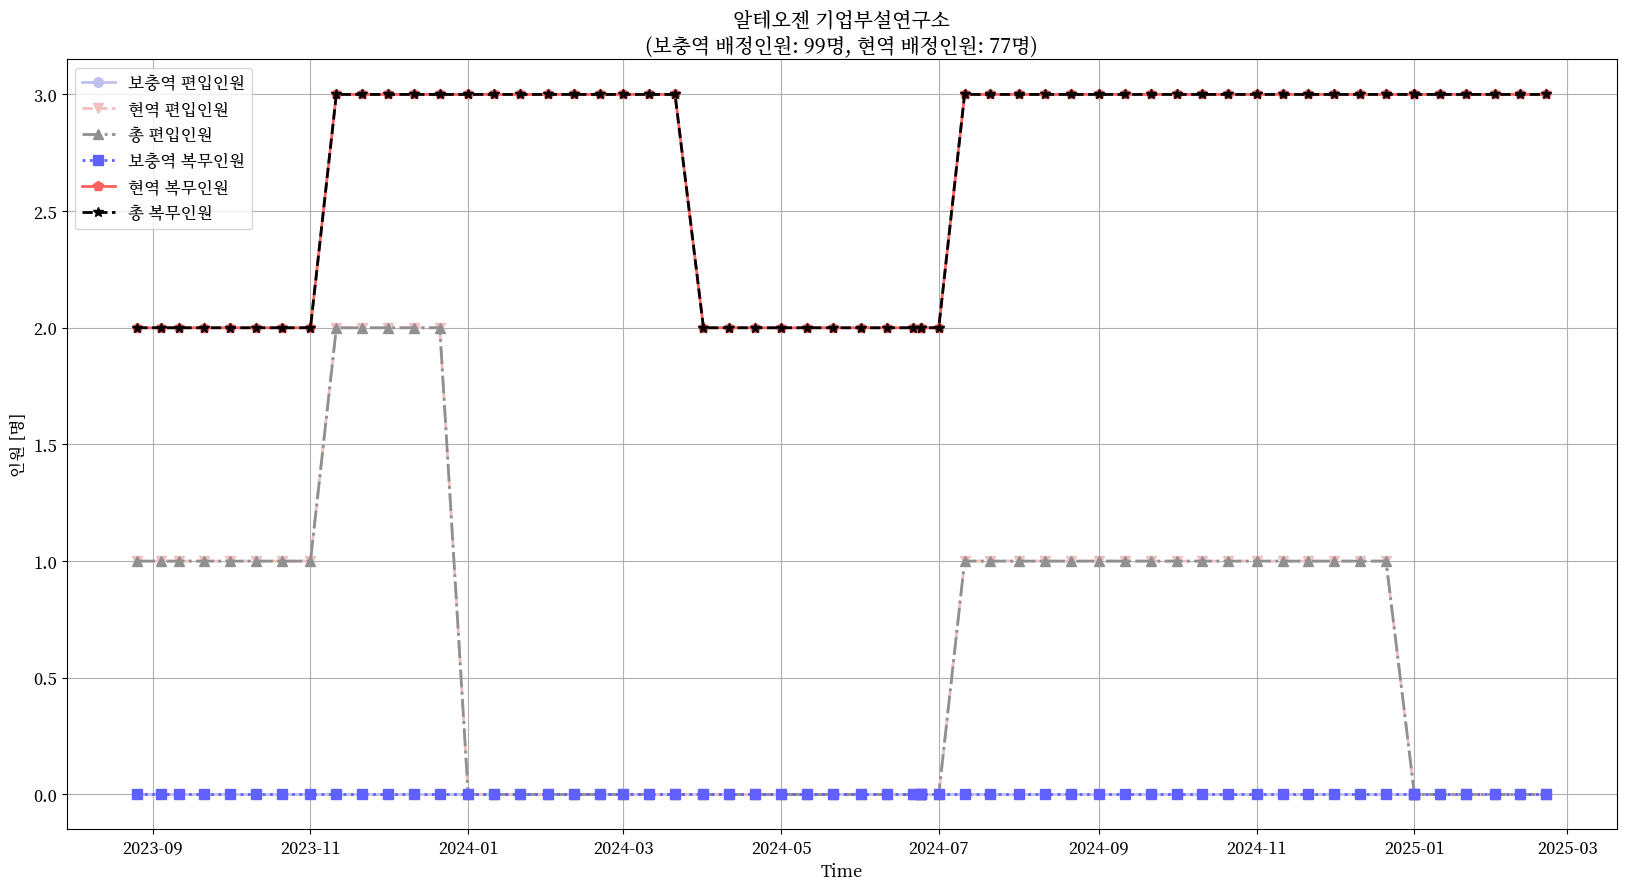 알테오젠 기업부설연구소
(보충역 배정인원: 99명, 현역 배정인원: 77명)
보충역 편입인원
현역 편입인원
총 편입인원
보충역 복무인원
현역 복무인원
총 복무인원
3.0
2.5
2.0
1.5
1.0
0.5
0.0
인원 [명]
2023-09 2023-11 2024-01 2024-03 2024-05 2024-07 2024-09 2024-11 2025-01 2025-03
Time